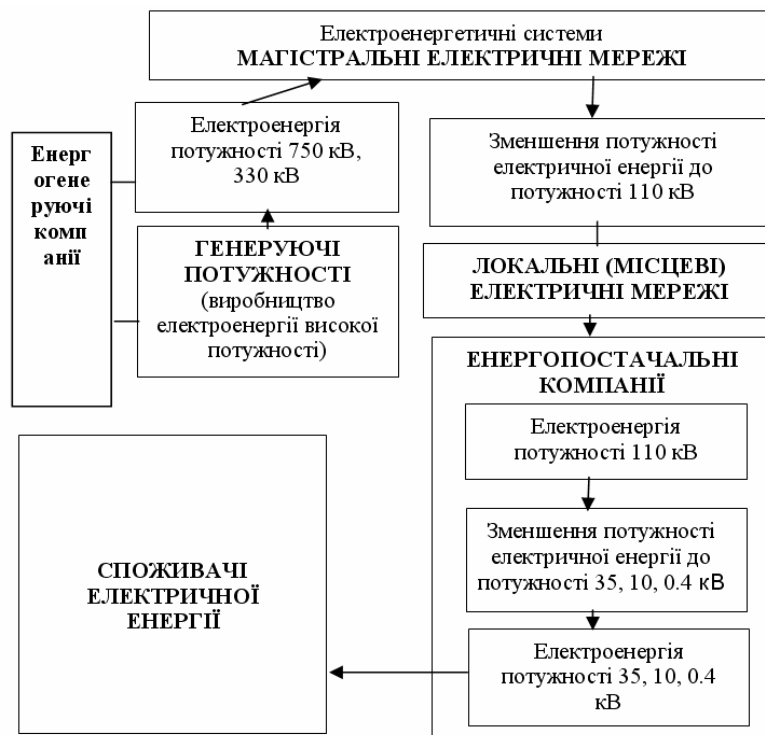 Електроенергетичні системи
МАГІСТРАЛЬНІ ЕЛЕКТРИЧНІ МЕРЕЖІ
Електроенергія
потужності 750 кВ,
330 кВ
Енерг
огене
руючі
комп
анії
ГЕНЕРУЮЧІ
ПОТУЖНОСТІ
(виробництво
електроенергії високої
потужності)
Зменшення потужності
електричної енергії до
потужності 110 кВ
ЛОКАЛЬНІ (МІСЦЕВІ)
ЕЛЕКТРИЧНІ МЕРЕЖІ
ЕНЕРГОПОСТАЧАЛЬНІ
КОМПАНІЇ
Електроенергія
потужності 110 кВ
Зменшення потужності
електричної енергії до
потужності 35, 10, 0.4 кВ
Електроенергія
потужності 35, 10, 0.4
кВ
СПОЖИВАЧІ
ЕЛЕКТРИЧНОЇ
ЕНЕРГІЇ